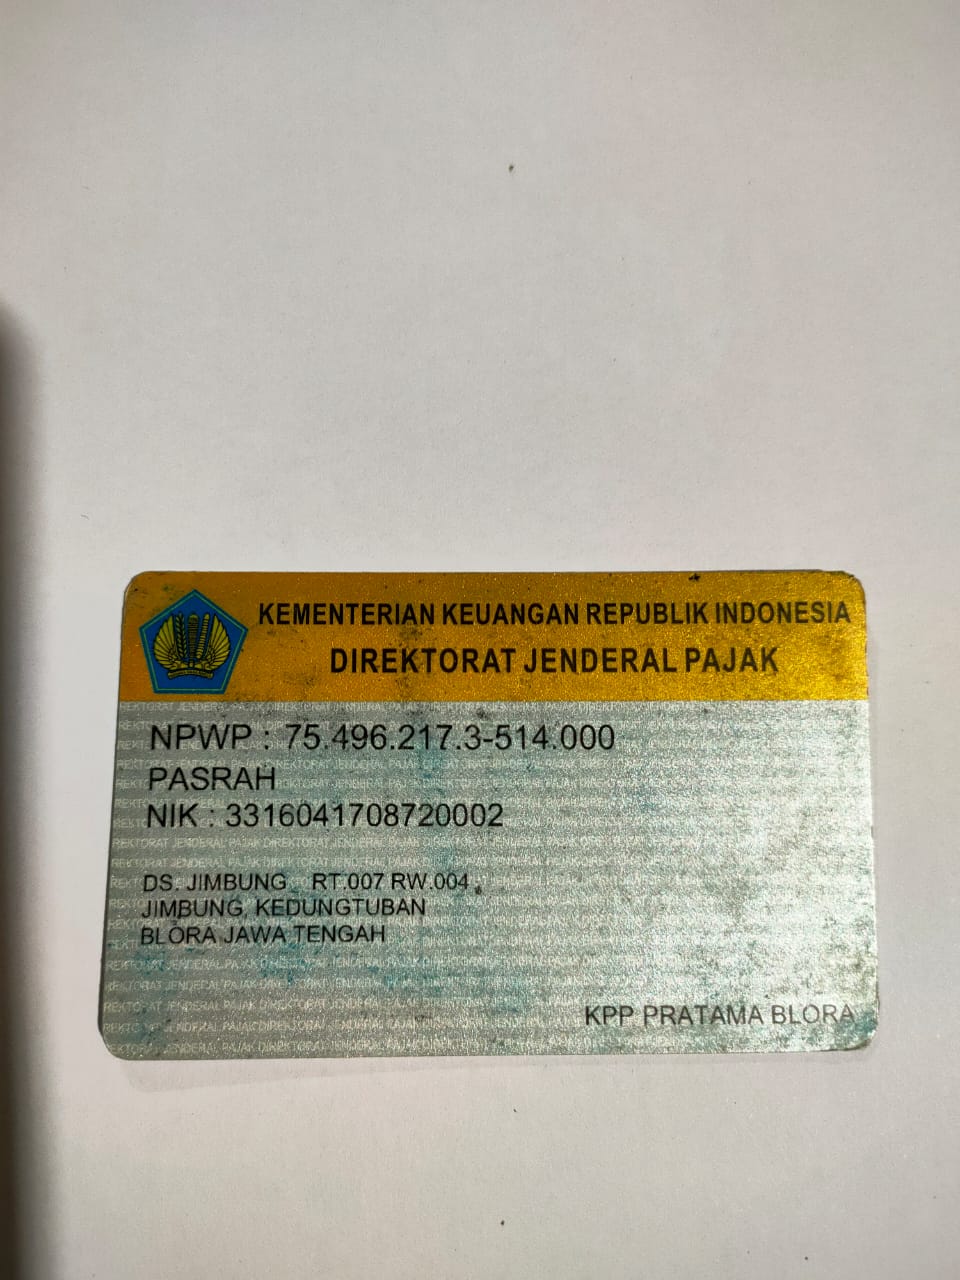 KEMENTERIAN KEUANGAN REPUBLIK INDONESIA
DIREKTORAT JENDERAL PAJAK
NPWP : 75.496.217.3-514.000
PASRAH
NIK : 3316041708720002
DS. JIMBUNG RT.007 RW.004
JIMBUNG, KEDUNGTUBAN
BLORA JAWA TENGAH
KPP PRATAMA BLORA